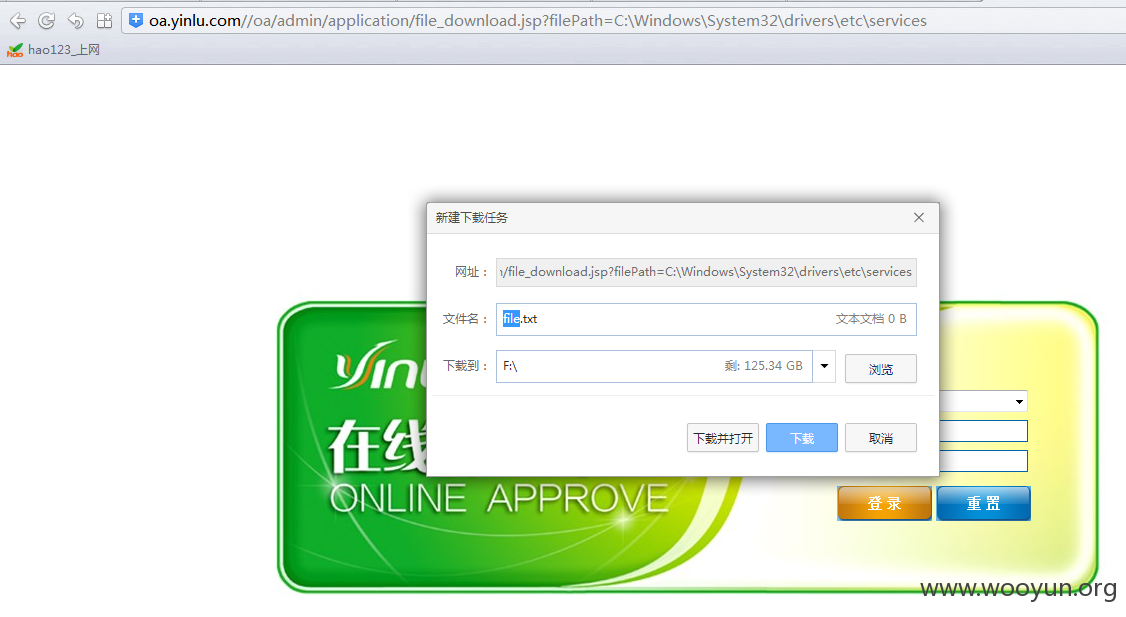 oa.yinlu.com//oa/admin/application/file_download.jsp?filePath=C:\Windows\System32\drivers\etc\services
hao123_上网
新建下载任务
网址： /file_download.jsp?filePath=C:\Windows\System32\drivers\etc\services
文件名： file.txt 文本文档 0 B
下载到： F:\ 剩: 125.34 GB 浏览
下载并打开 下载 取消
在线
ONLINE APPROVE
登录 重置
www.wooyun.org